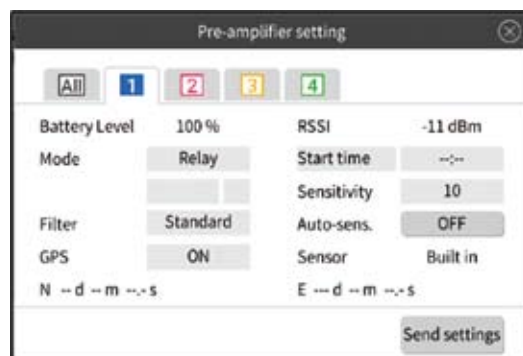 Pre-amplifier setting
All 1 2 3 4
Battery Level 100 % RSSI -11 dBm
Mode Relay Start time --:--
Sensitivity 10
Filter Standard Auto-sens. OFF
GPS ON Sensor Built in
N -- d -- m --.- s E --- d -- m --.- s
Send settings